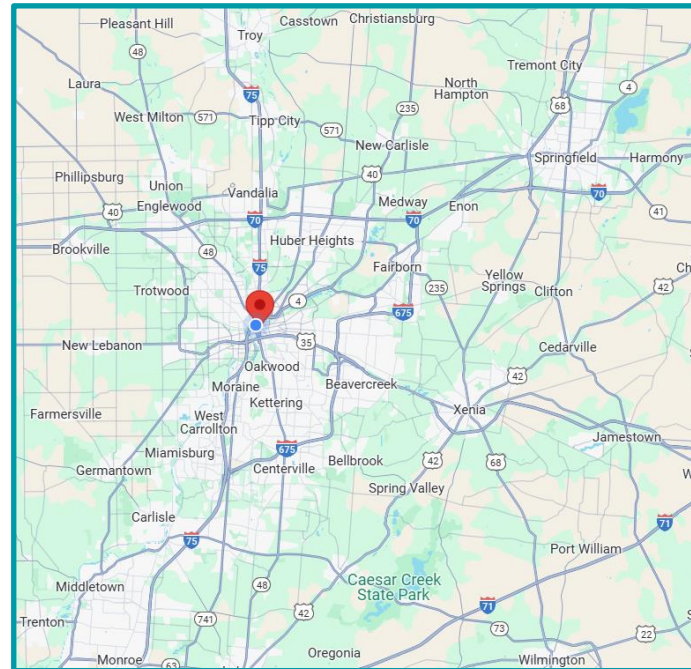 Pleasant Hill
Casstown
Christiansburg
Troy
48
Tremont City
Laura
75
North
Hampton
4
68
235
West Milton
571
Tipp City
571
New Carlisle
Springfield
Harmony
Phillipsburg
Union
Vandalia
40
Englewood
Medway
Enon
70
40
70
70
41
Brookville
48
Huber Heights
75
Fairborn
Yellow
Springs
Trotwood
4
235
Clifton
42
Ch
675
New Lebanon
35
Cedarville
Oakwood
42
Moraine
Beavercreek
Kettering
Xenia
Farmersville
West
Carrollton
Jamestown
Miamisburg
675
Germantown
Centerville
Bellbrook
42
68
W
Spring Valley
Carlisle
71
75
Port William
Middletown
Caesar Creek
State Park
48
71
Trenton
741
42
73
22
S
Oregonia
Monroe
63
Wilmington